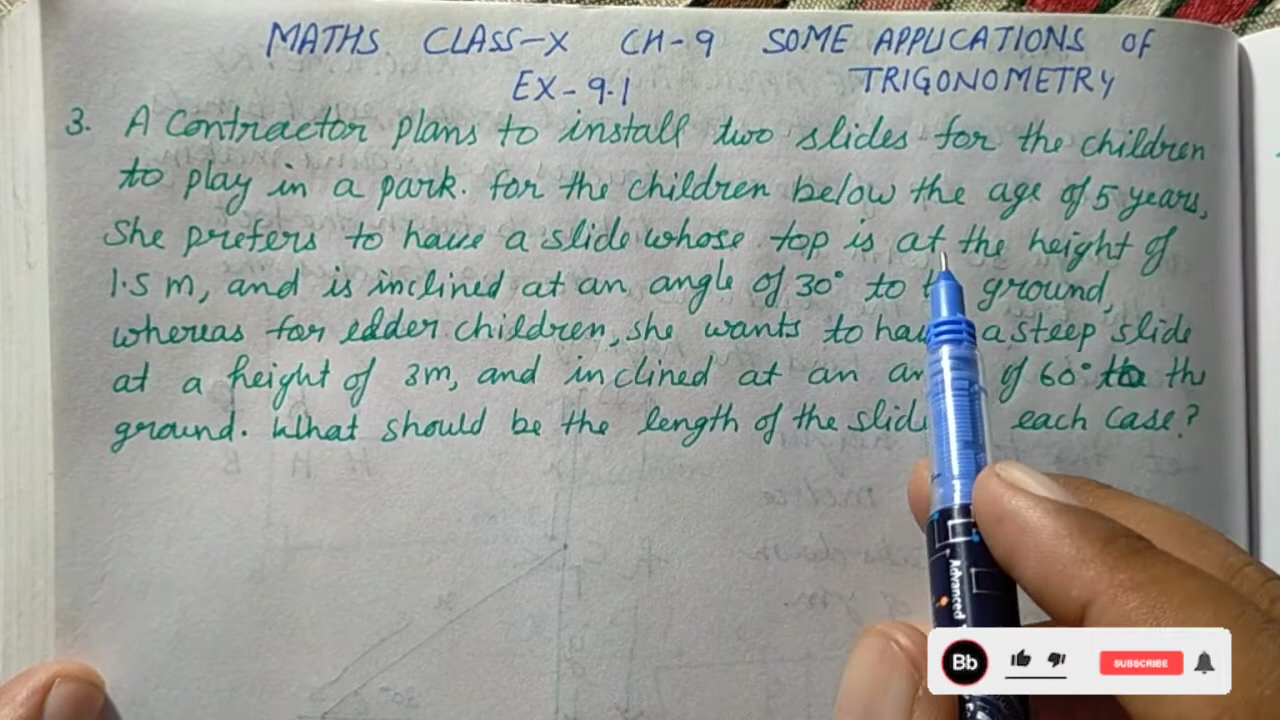 MATHS CLASS-X CH-9 SOME APPLICATIONS OF
EX-9.1 TRIGONOMETRY
3. A Contractor plans to install two slides for the children
to play in a park. for the children below the age of 5 years,
She prefers to have a slide whose top is at the height of
1.5 m, and is inclined at an angle of 30° to ground,
whereas for elder children, she wants to a steep slide
at a height of 3m, and inclined at an of 60° to the
ground. What should be the length of the each case?
Advanced
Bb SUBSCRIBE